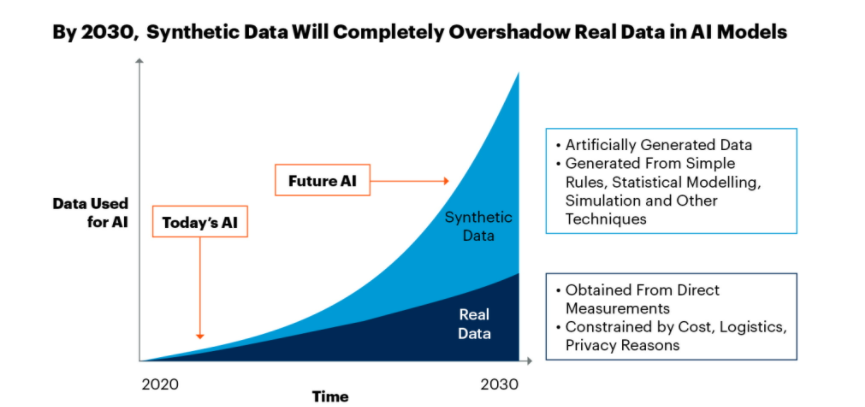 By 2030, Synthetic Data Will Completely Overshadow Real Data in AI Models
Data Used
for AI
Today's AI
Future AI
Synthetic
Data
Real
Data
2020
2030
Time
• Artificially Generated Data
• Generated From Simple
Rules, Statistical Modelling,
Simulation and Other
Techniques
• Obtained From Direct
Measurements
• Constrained by Cost, Logistics,
Privacy Reasons